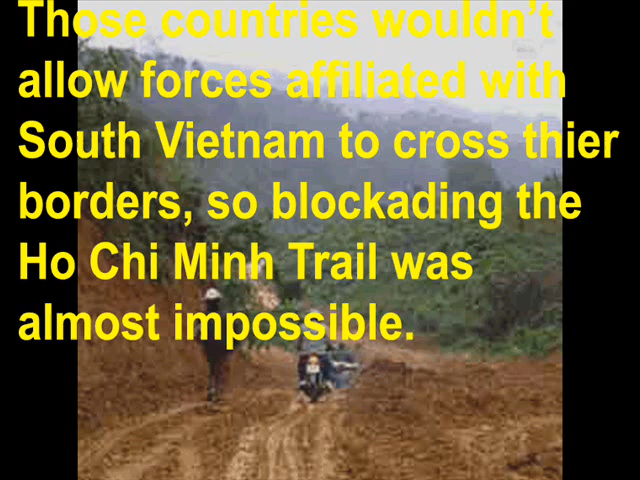 Those countries wouldn't
allow forces affiliated with
South Vietnam to cross thier
borders, so blockading the
Ho Chi Minh Trail was
almost impossible.